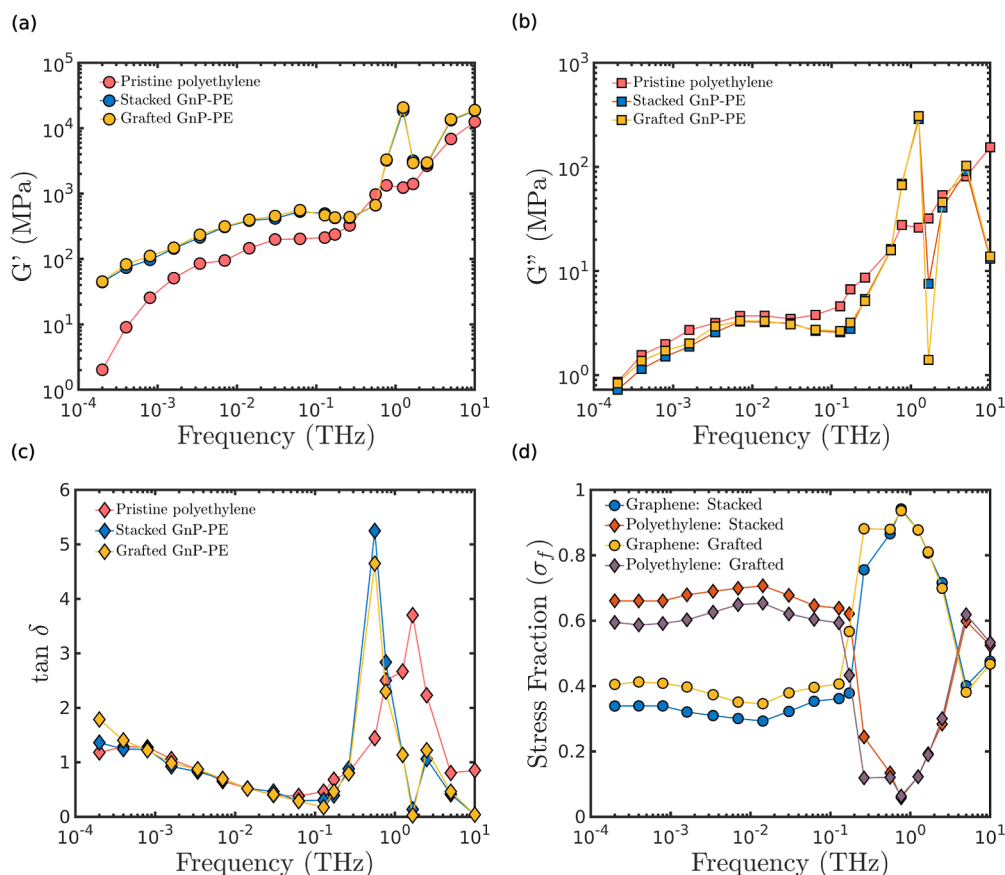 (a)
10^5
10^4
10^3
10^2
10^1
10^0
G’ (MPa)
Pristine polyethylene
Stacked GnP-PE
Grafted GnP-PE
10^-4 10^-3 10^-2 10^-1 10^0 10^1
Frequency (THz)
(b)
10^3
10^2
10^1
10^0
G” (MPa)
Pristine polyethylene
Stacked GnP-PE
Grafted GnP-PE
10^-4 10^-3 10^-2 10^-1 10^0 10^1
Frequency (THz)
(c)
6
5
4
3
2
1
0
tan δ
Pristine polyethylene
Stacked GnP-PE
Grafted GnP-PE
10^-4 10^-3 10^-2 10^-1 10^0 10^1
Frequency (THz)
(d)
1
0.8
0.6
0.4
0.2
0
Stress Fraction (σ_f)
Graphene: Stacked
Polyethylene: Stacked
Graphene: Grafted
Polyethylene: Grafted
10^-4 10^-3 10^-2 10^-1 10^0 10^1
Frequency (THz)